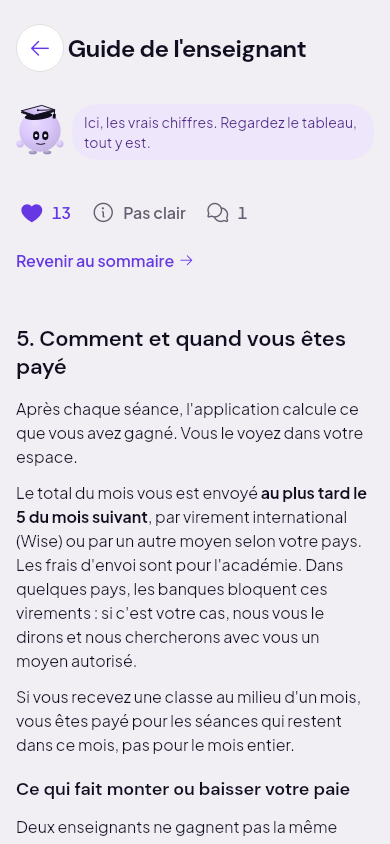 Guide de l'enseignant
Ici, les vrais chiffres. Regardez le tableau,
tout y est.
13
Pas clair
1
Revenir au sommaire →
5. Comment et quand vous êtes
payé
Après chaque séance, l'application calcule ce
que vous avez gagné. Vous le voyez dans votre
espace.
Le total du mois vous est envoyé au plus tard le
5 du mois suivant, par virement international
(Wise) ou par un autre moyen selon votre pays.
Les frais d'envoi sont pour l'académie. Dans
quelques pays, les banques bloquent ces
virements : si c'est votre cas, nous vous le
dirons et nous chercherons avec vous un
moyen autorisé.
Si vous recevez une classe au milieu d'un mois,
vous êtes payé pour les séances qui restent
dans ce mois, pas pour le mois entier.
Ce qui fait monter ou baisser votre paie
Deux enseignants ne gagnent pas la même